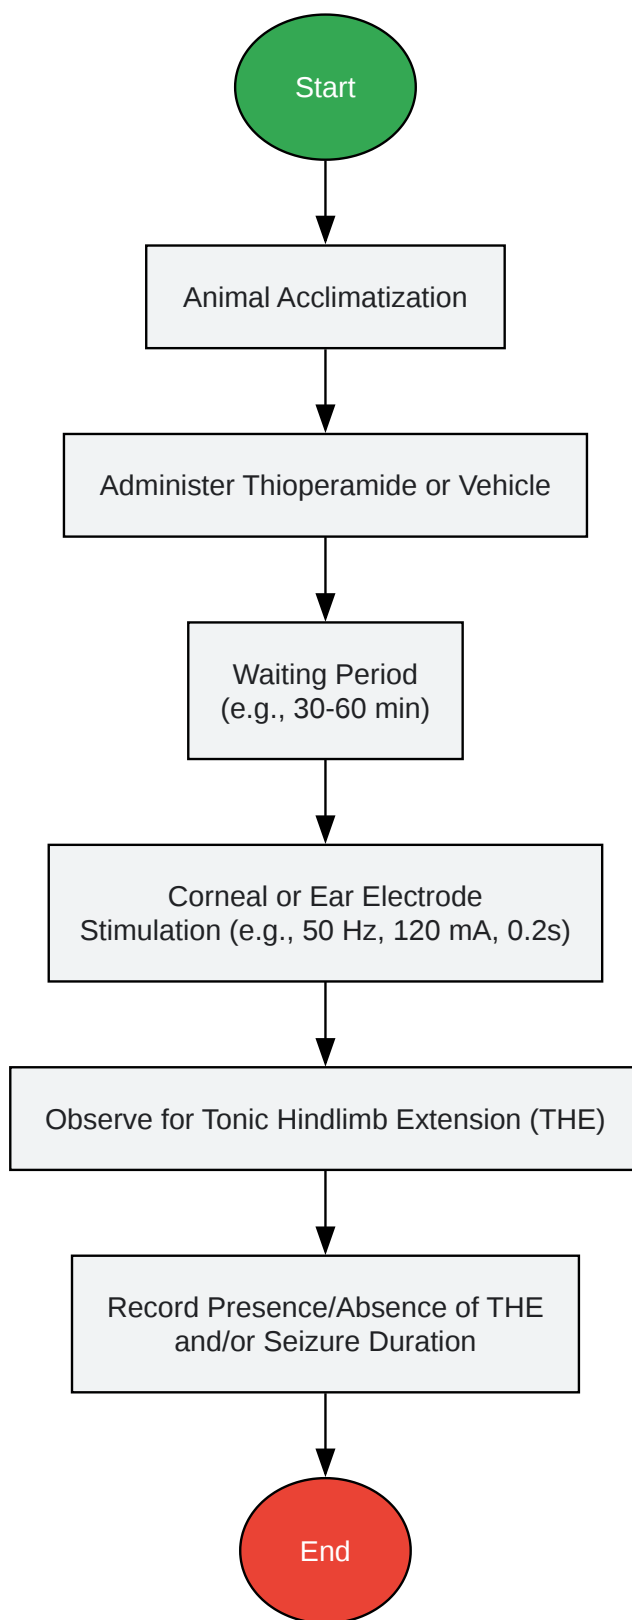 Start
Animal Acclimatization
Administer Thioperamide or Vehicle
Waiting Period
(e.g., 30-60 min)
Corneal or Ear Electrode
Stimulation (e.g., 50 Hz, 120 mA, 0.2s)
Observe for Tonic Hindlimb Extension (THE)
Record Presence/Absence of THE
and/or Seizure Duration
End